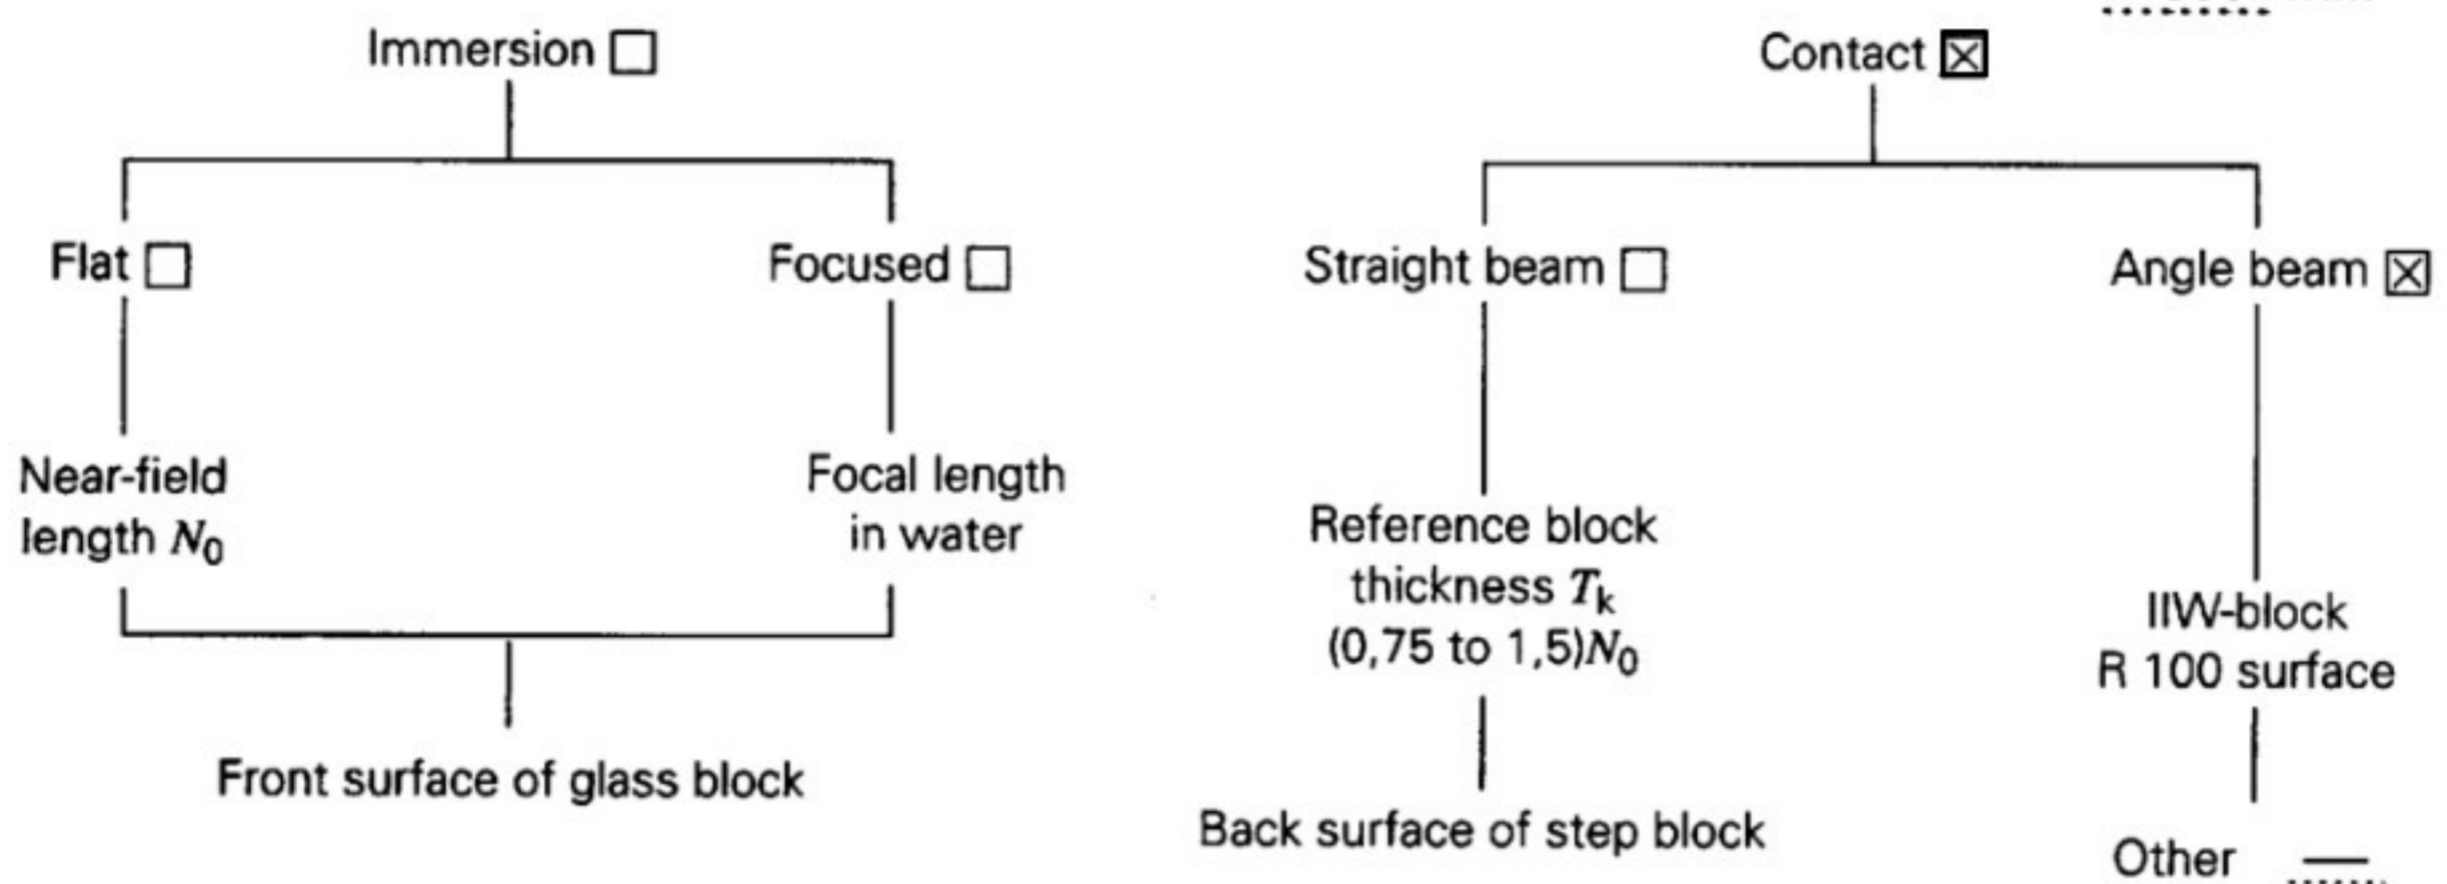 Immersion ☐
Contact ☒
Flat ☐
Focused ☐
Straight beam ☐
Angle beam ☒
Near-field
length N₀
Focal length
in water
Reference block
thickness Tₖ
(0,75 to 1,5)N₀
IIW-block
R 100 surface
Front surface of glass block
Back surface of step block
Other —